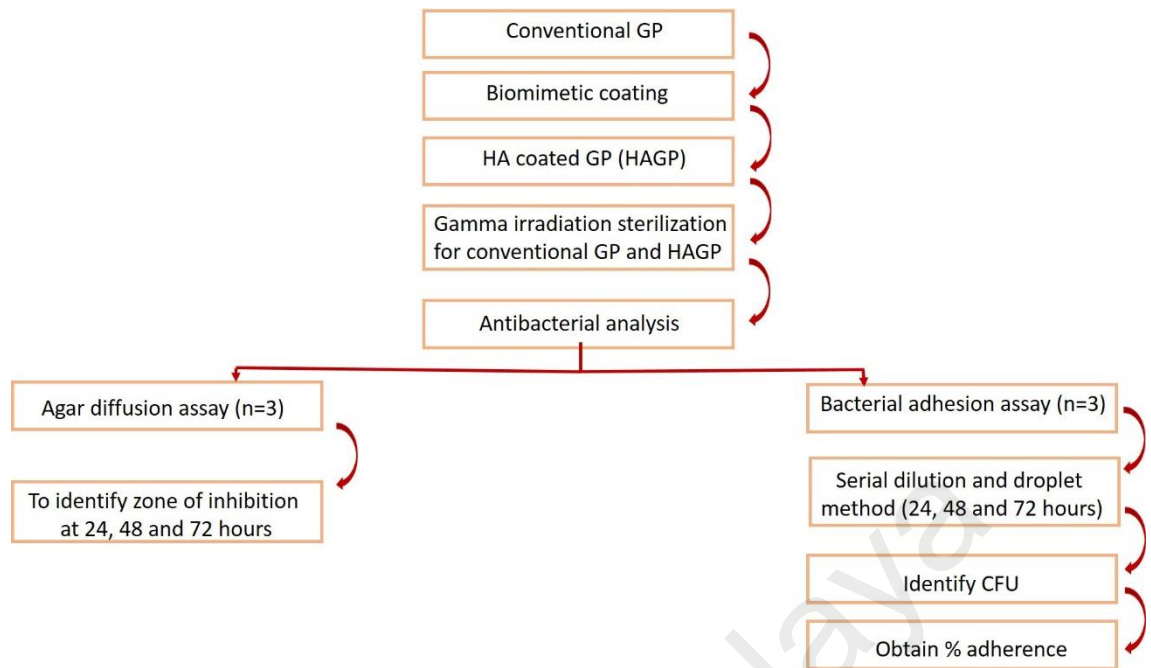 Conventional GP
Biomimetic coating
HA coated GP (HAGP)
Gamma irradiation sterilization
for conventional GP and HAGP
Antibacterial analysis
Agar diffusion assay (n=3)
To identify zone of inhibition
at 24, 48 and 72 hours
Bacterial adhesion assay (n=3)
Serial dilution and droplet
method (24, 48 and 72 hours)
Identify CFU
Obtain % adherence
laya